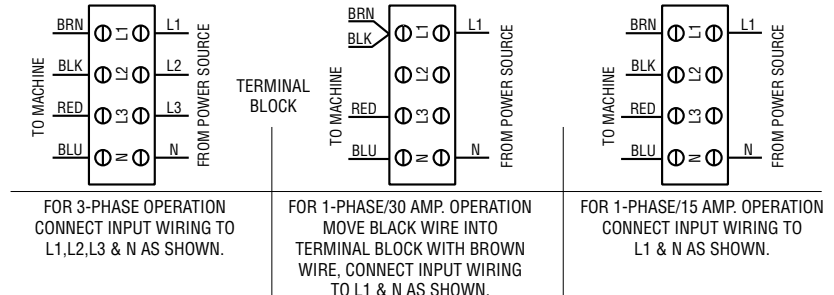 BRN L1 L1
BLK L2 L2
RED L3 L3
BLU N N
TO MACHINE
FROM POWER SOURCE
FOR 3-PHASE OPERATION
CONNECT INPUT WIRING TO
L1,L2,L3 & N AS SHOWN.
TERMINAL
BLOCK
BRN
BLK L1 L1
L2
RED L3
BLU N N
TO MACHINE
FROM POWER SOURCE
FOR 1-PHASE/30 AMP. OPERATION
MOVE BLACK WIRE INTO
TERMINAL BLOCK WITH BROWN
WIRE, CONNECT INPUT WIRING
TO L1 & N AS SHOWN.
BRN L1 L1
BLK L2
RED L3
BLU N N
TO MACHINE
FROM POWER SOURCE
FOR 1-PHASE/15 AMP. OPERATION
CONNECT INPUT WIRING TO
L1 & N AS SHOWN.